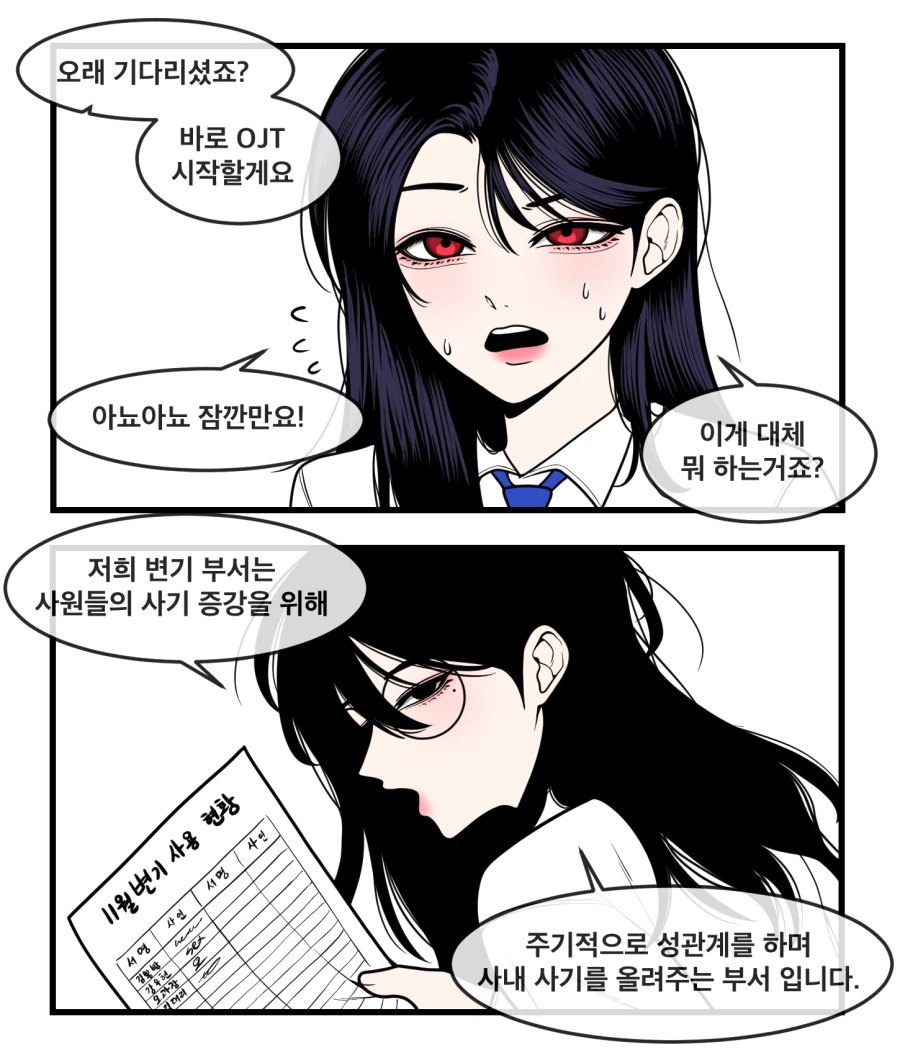 오래 기다리셨죠?
바로 OJT
시작할게요
아뇨아뇨 잠깐만요!
이게 대체
뭐 하는거죠?
저희 변기 부서는
사원들의 사기 증강을 위해
11월 변기 사용 현황
서명 사인 서명 사인
주기적으로 성관계를 하며
사내 사기를 올려주는 부서 입니다.